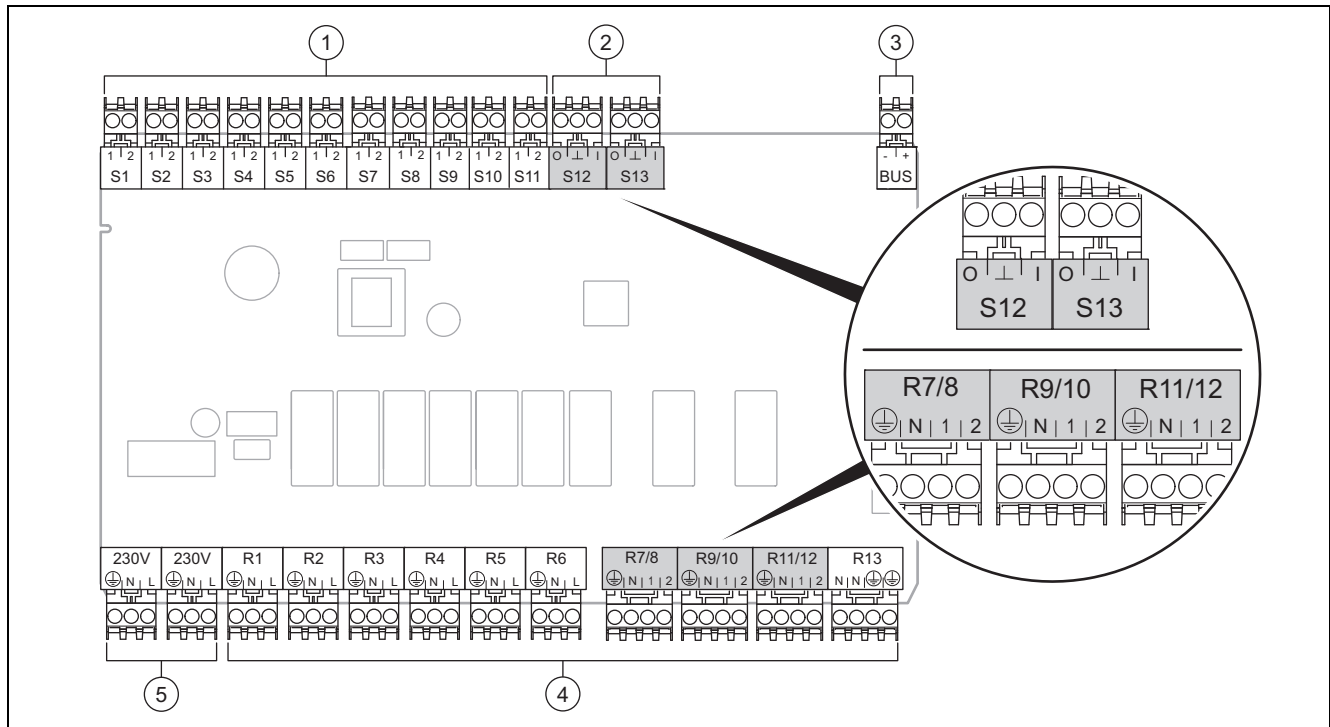 1 2 3
1 2 1 2 1 2 1 2 1 2 1 2 1 2 1 2 1 2 1 2 1 2 O ⊥ I O ⊥ I - +
S1 S2 S3 S4 S5 S6 S7 S8 S9 S10 S11 S12 S13 BUS
O ⊥ I O ⊥ I
S12 S13
R7/8 R9/10 R11/12
⏚ | N | 1 | 2 ⏚ | N | 1 | 2 ⏚ | N | 1 | 2
230V 230V R1 R2 R3 R4 R5 R6 R7/8 R9/10 R11/12 R13
⏚ N L ⏚ N L ⏚ N L ⏚ N L ⏚ N L ⏚ N L ⏚ N L ⏚ N L ⏚ N 1 2 ⏚ N 1 2 ⏚ N 1 2 N N ⏚ ⏚
5 4